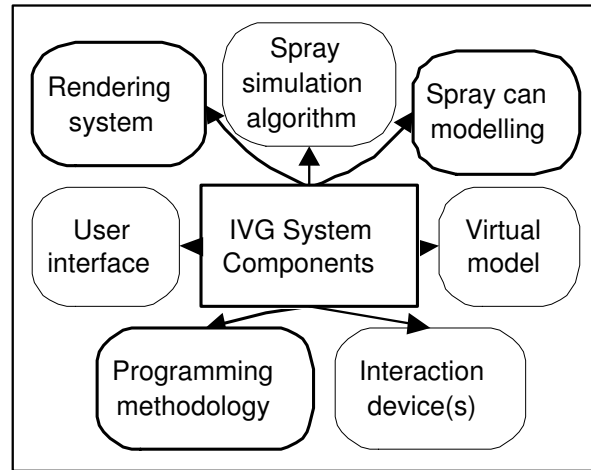 Rendering
system
Spray
simulation
algorithm
Spray can
modelling
User
interface
IVG System
Components
Virtual
model
Programming
methodology
Interaction
device(s)